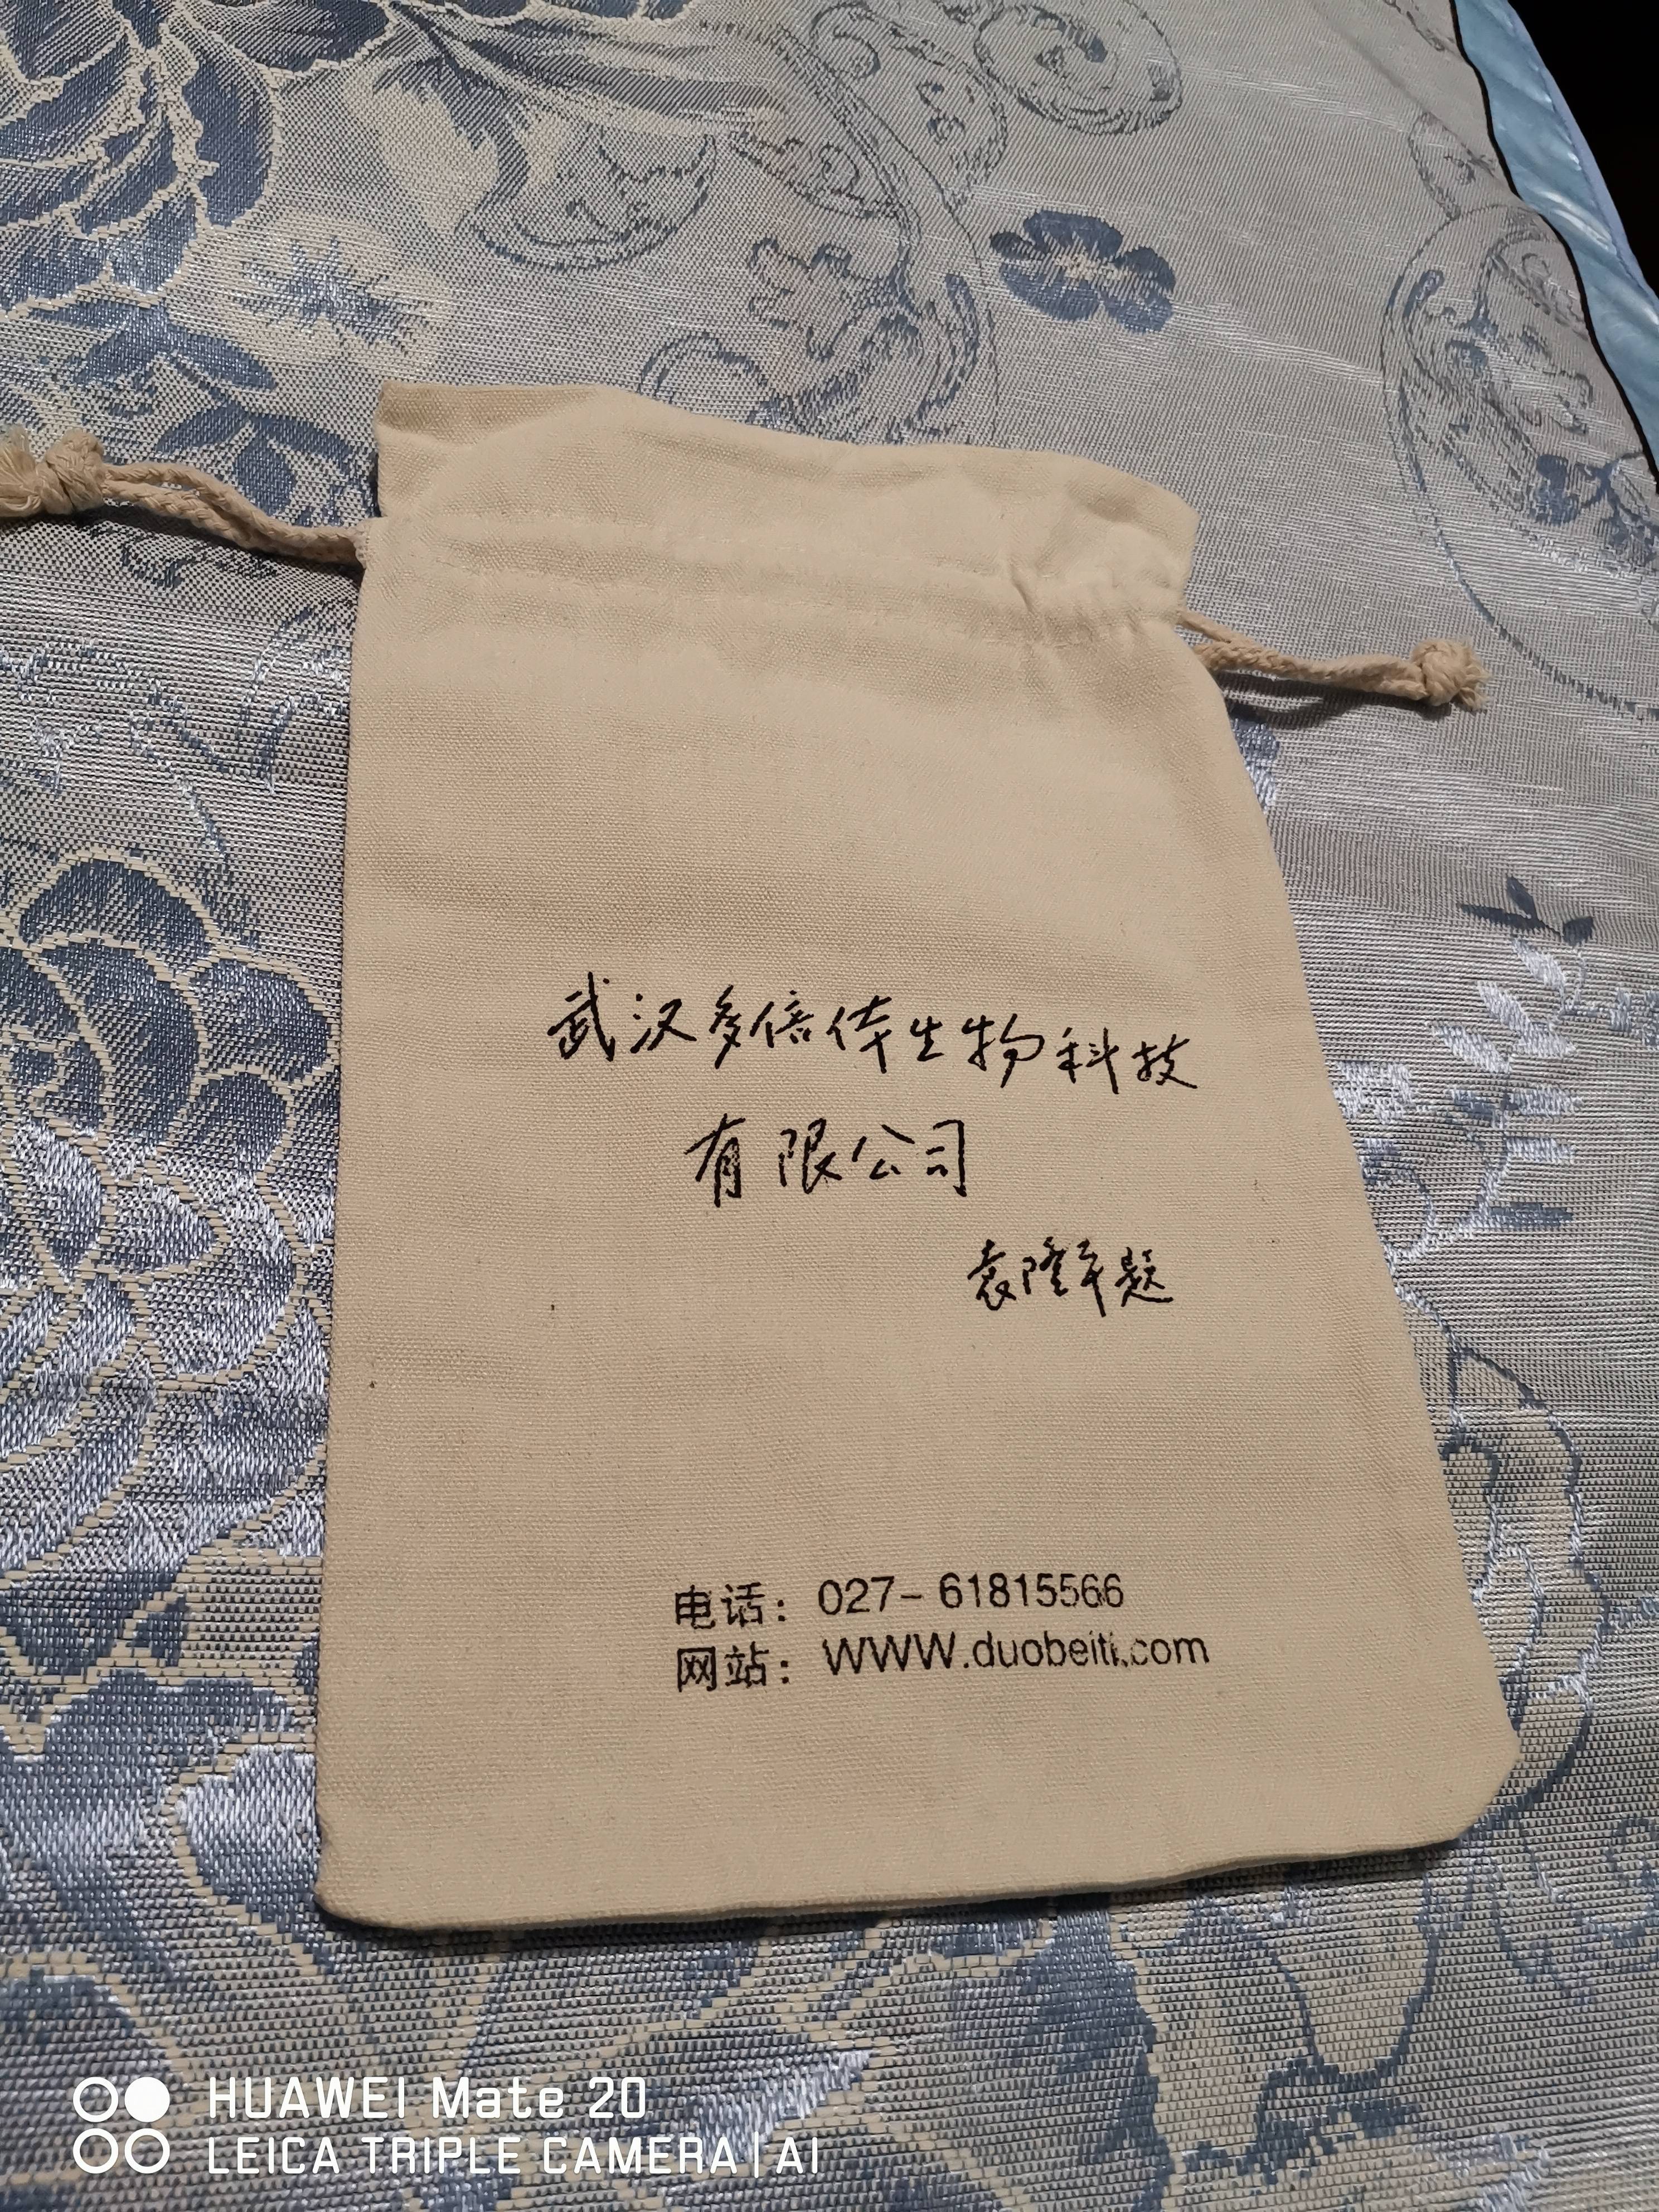 武汉多倍体生物科技
有限公司
袁隆平题
电话：027-61815566
网站：WWW.duobeiti.com
HUAWEI Mate 20
LEICA TRIPLE CAMERA | AI